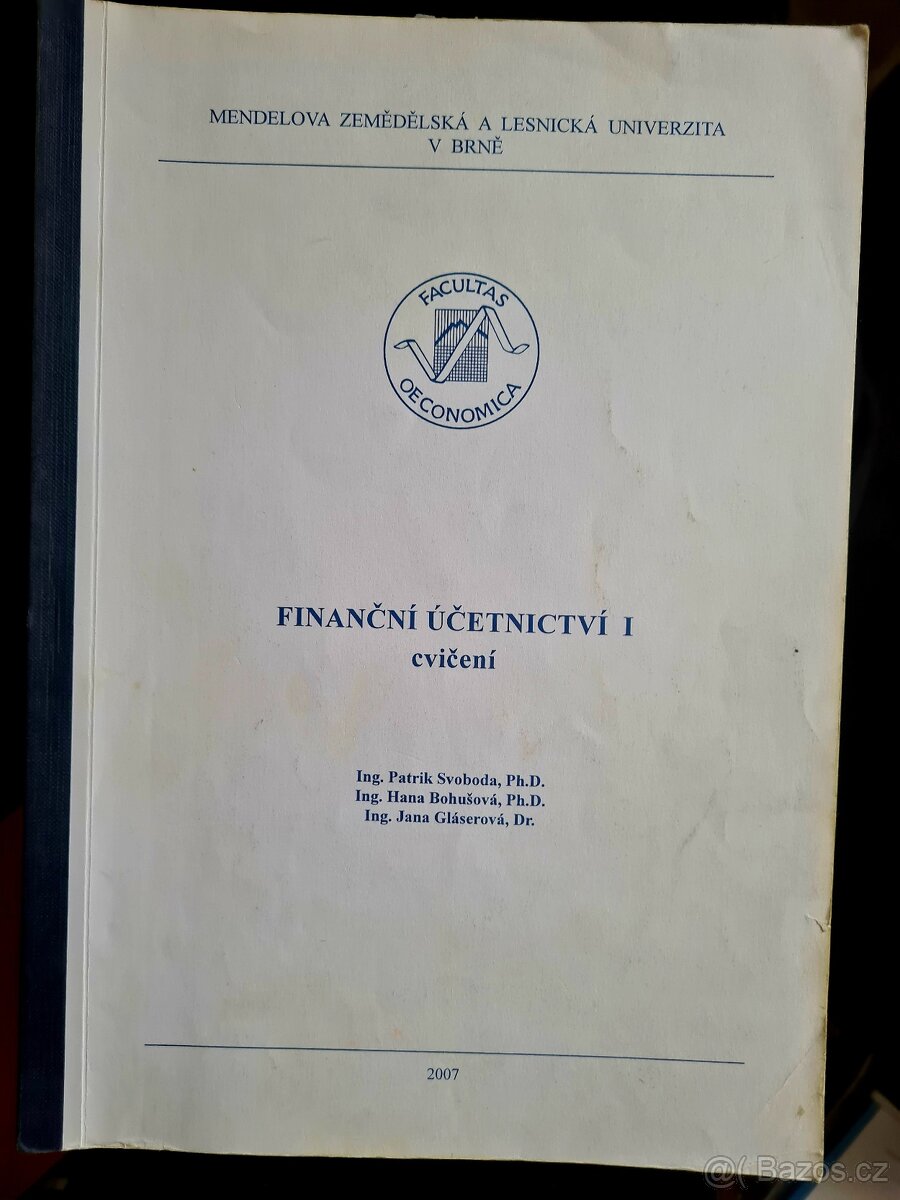 MENDELOVA ZEMĚDĚLSKÁ A LESNICKÁ UNIVERZITA
V BRNĚ
FACULTAS
OECONOMICA
FINANČNÍ ÚČETNICTVÍ I
cvičení
Ing. Patrik Svoboda, Ph.D.
Ing. Hana Bohušová, Ph.D.
Ing. Jana Gláserová, Dr.
2007
@( Bazos.cz